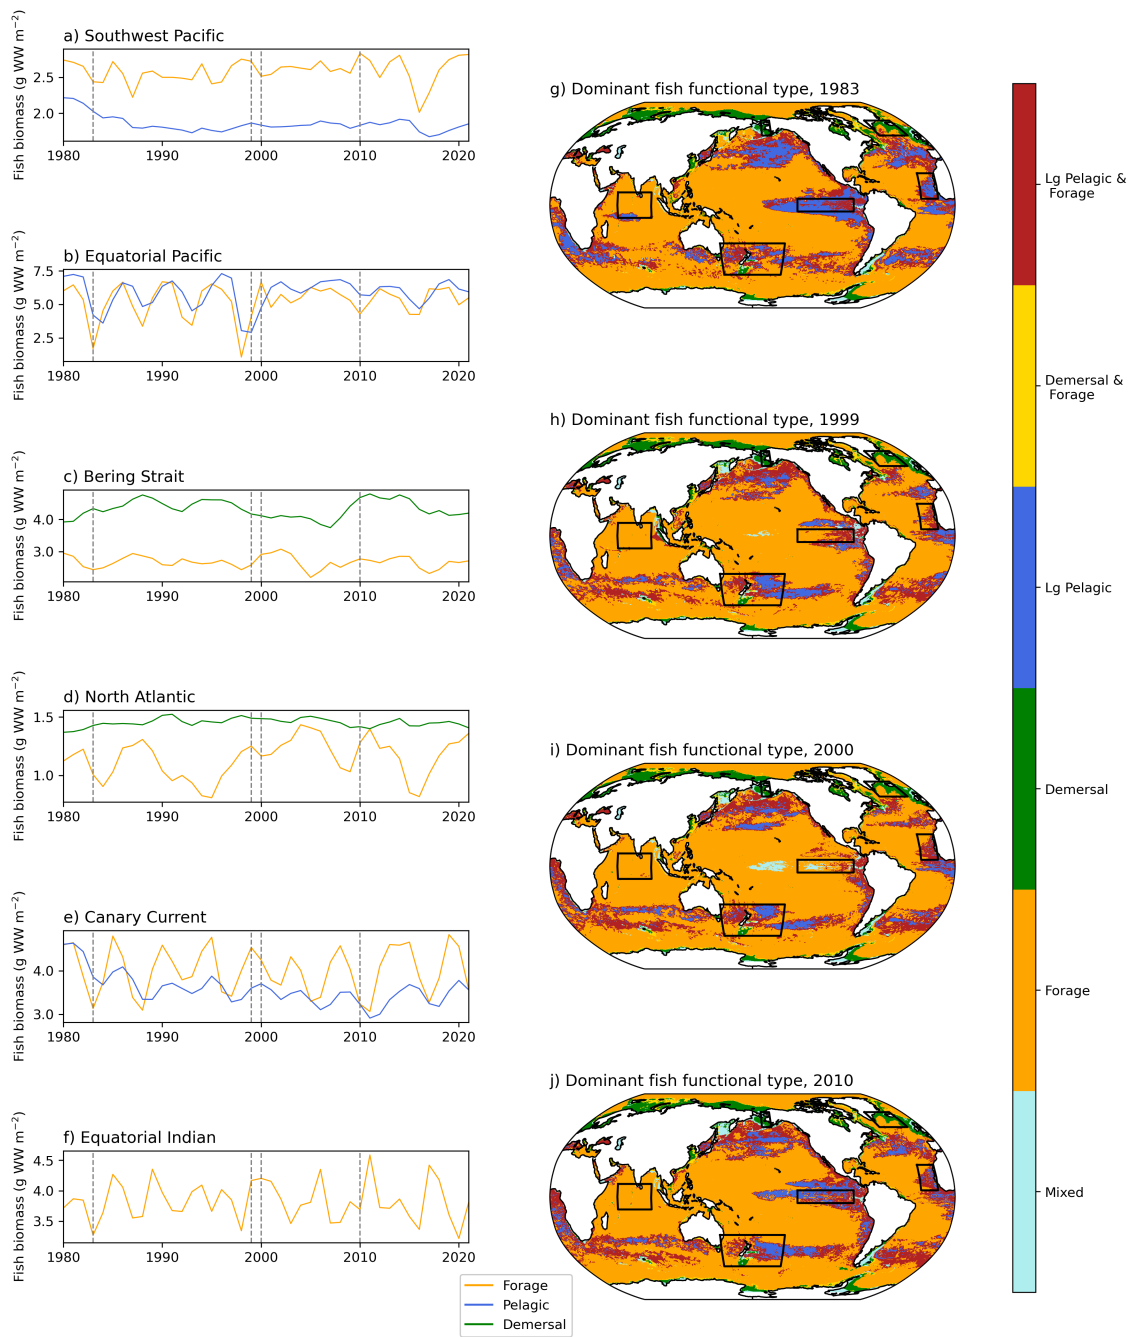 a) Southwest Pacific
Fish biomass (g WW m⁻²)
2.5
2.0
1980 1990 2000 2010 2020
b) Equatorial Pacific
Fish biomass (g WW m⁻²)
7.5
5.0
2.5
1980 1990 2000 2010 2020
c) Bering Strait
Fish biomass (g WW m⁻²)
4.0
3.0
1980 1990 2000 2010 2020
d) North Atlantic
Fish biomass (g WW m⁻²)
1.5
1.0
1980 1990 2000 2010 2020
e) Canary Current
Fish biomass (g WW m⁻²)
4.0
3.0
1980 1990 2000 2010 2020
f) Equatorial Indian
Fish biomass (g WW m⁻²)
4.5
4.0
3.5
1980 1990 2000 2010 2020
Forage
Pelagic
Demersal
g) Dominant fish functional type, 1983
h) Dominant fish functional type, 1999
i) Dominant fish functional type, 2000
j) Dominant fish functional type, 2010
Lg Pelagic &
Forage
Demersal &
Forage
Lg Pelagic
Demersal
Forage
Mixed